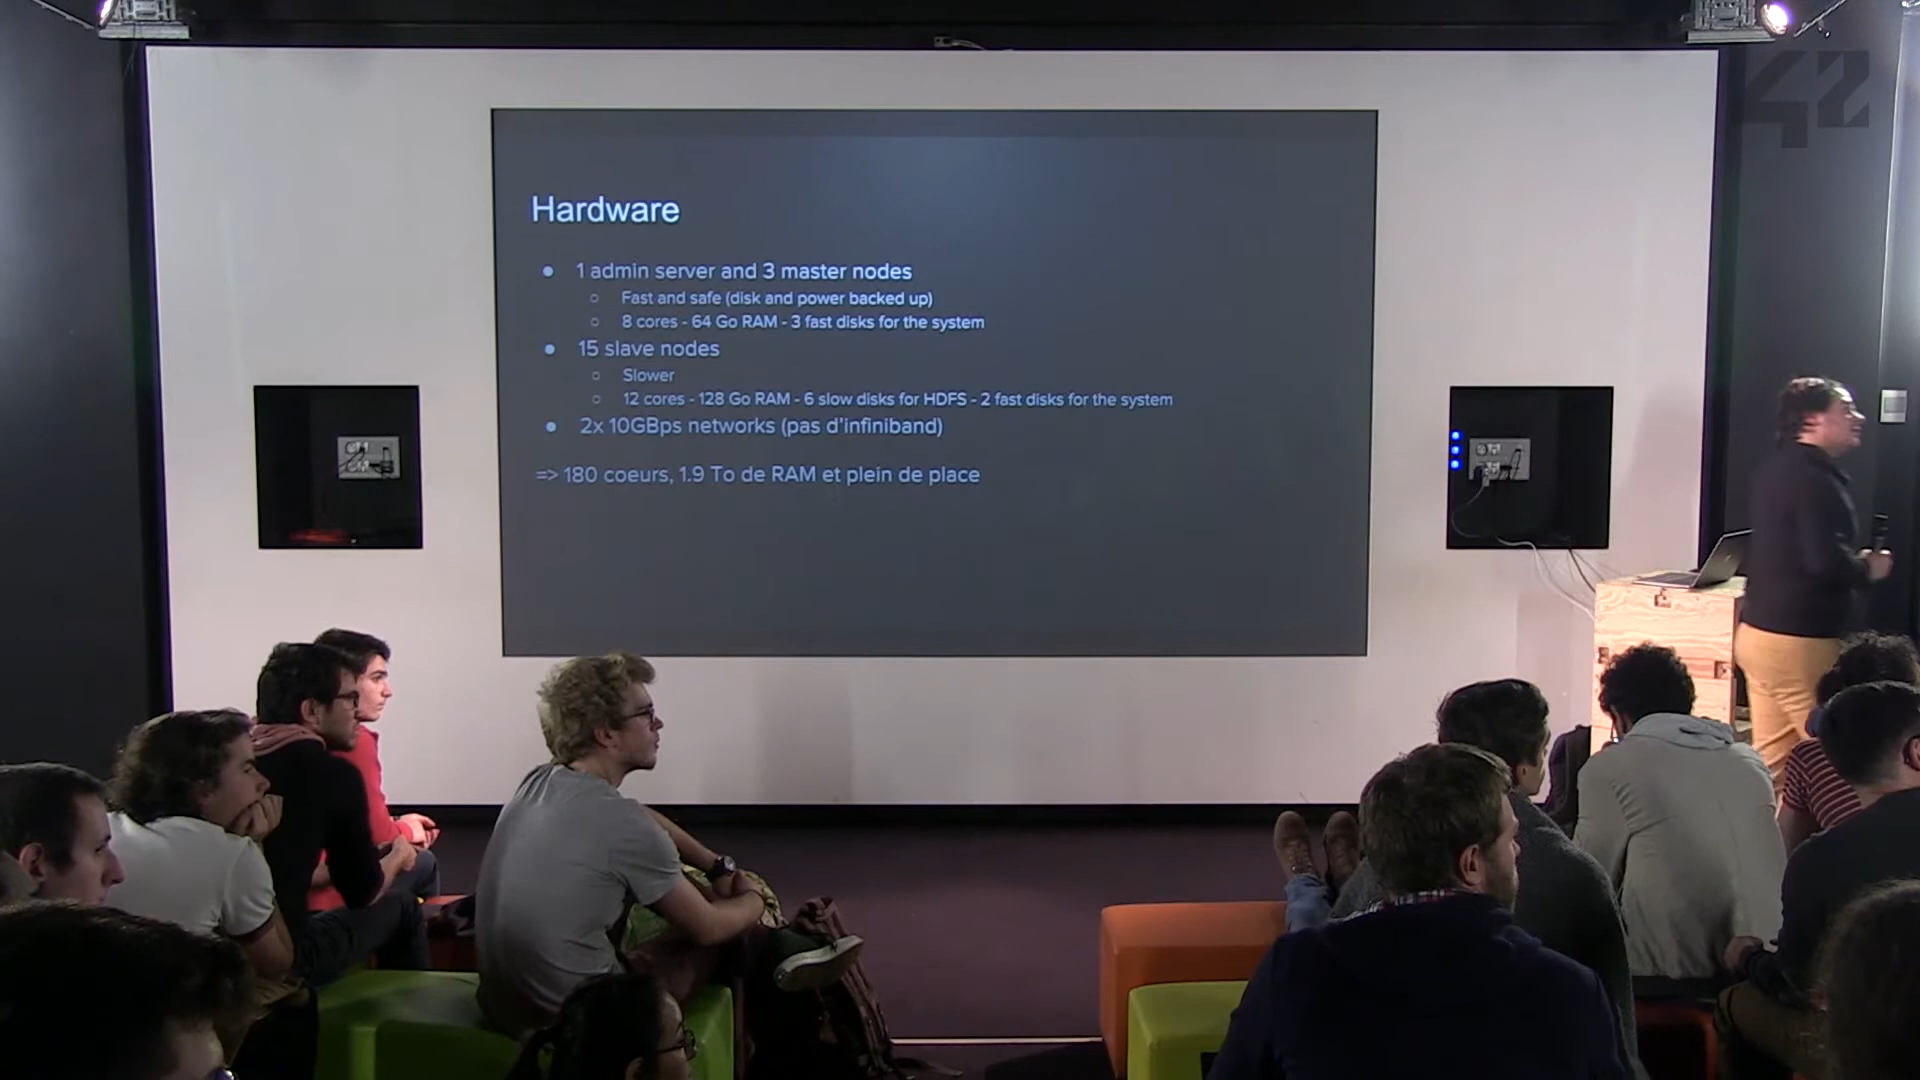 42
Hardware
● 1 admin server and 3 master nodes
○ Fast and safe (disk and power backed up)
○ 8 cores - 64 Go RAM - 3 fast disks for the system
● 15 slave nodes
○ Slower
○ 12 cores - 128 Go RAM - 6 slow disks for HDFS - 2 fast disks for the system
● 2x 10GBps networks (pas d'infiniband)
=> 180 coeurs, 1.9 To de RAM et plein de place